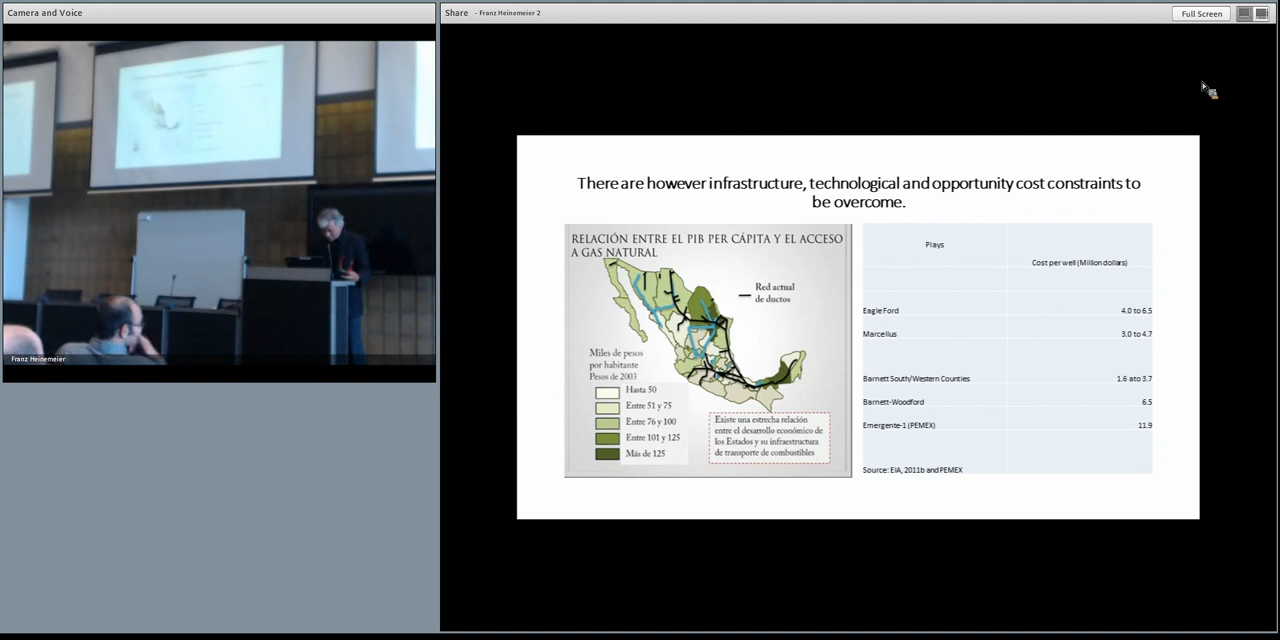 Camera and Voice
Franz Heinemeier
Share - Franz Heinemeier 2
Full Screen
There are however infrastructure, technological and opportunity cost constraints to
be overcome.
RELACIÓN ENTRE EL PIB PER CÁPITA Y EL ACCESO
A GAS NATURAL
Red actual
de ductos
Miles de pesos
por habitante
Pesos de 2003
Hasta 50
Entre 51 y 75
Entre 76 y 100
Entre 101 y 125
Más de 125
Existe una estrecha relación
entre el desarrollo económico de
los Estados y su infraestructura
de transporte de combustibles
Plays
Cost per well (Million dollars)
Eagle Ford 4.0 to 6.5
Marcellus 3.0 to 4.7
Barnett South/Western Counties 1.6 ato 3.7
Barnett-Woodford 6.5
Emergente-1 (PEMEX) 11.9
Source: EIA, 2011b and PEMEX